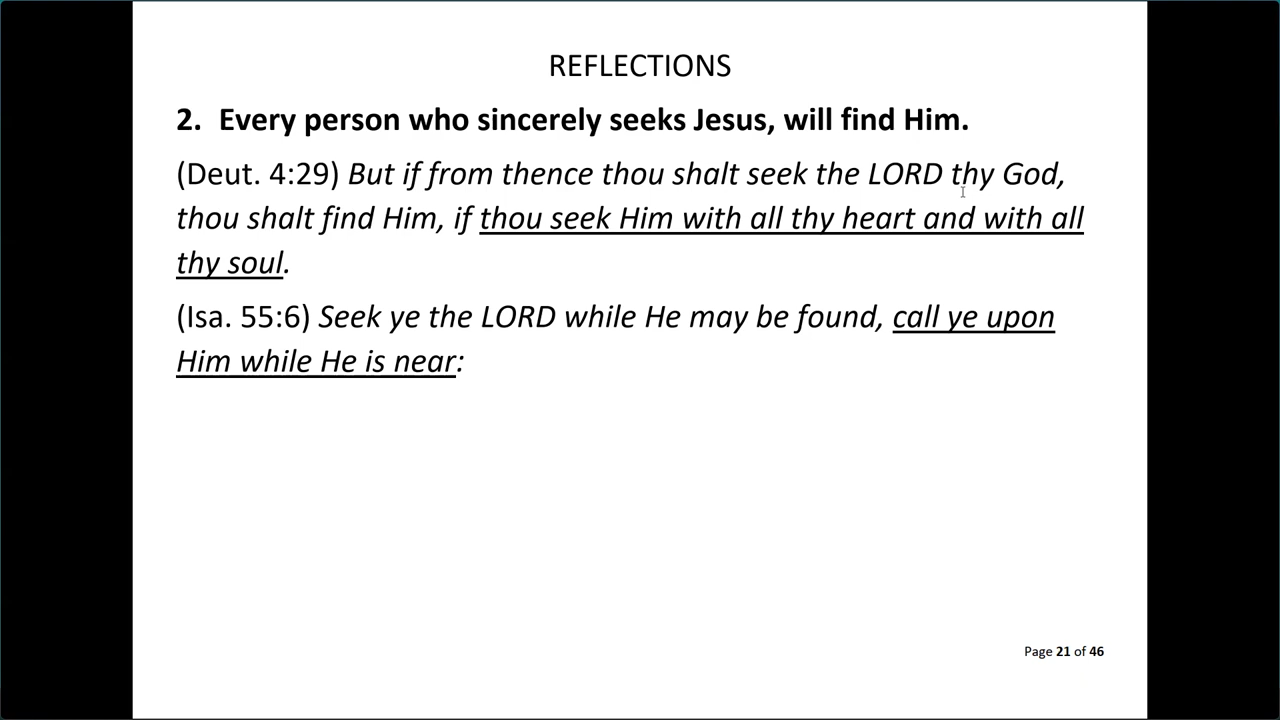 REFLECTIONS
2. Every person who sincerely seeks Jesus, will find Him.
(Deut. 4:29) But if from thence thou shalt seek the LORD thy God,
thou shalt find Him, if thou seek Him with all thy heart and with all
thy soul.
(Isa. 55:6) Seek ye the LORD while He may be found, call ye upon
Him while He is near:
Page 21 of 46